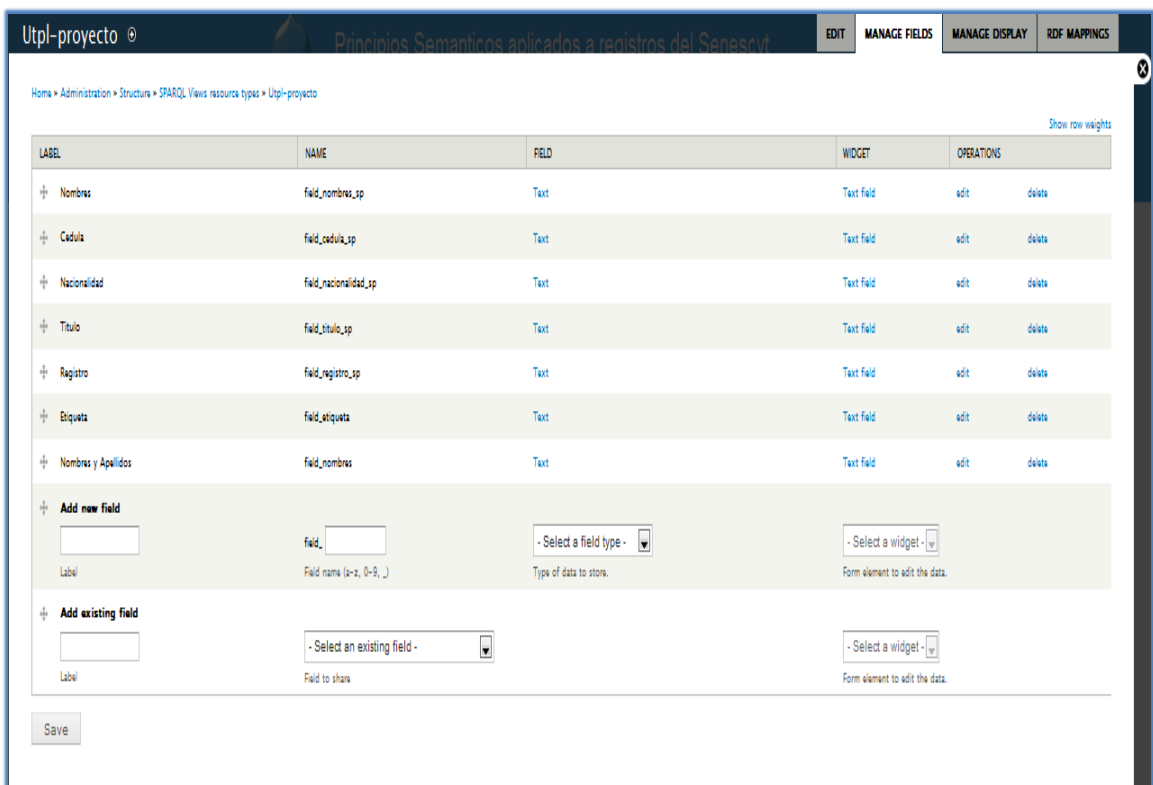 Utpl-proyecto
Principios Semanticos aplicados a registros del Senescyt
EDIT MANAGE FIELDS MANAGE DISPLAY RDF MAPPINGS
Home » Administration » Structure » SPARQL Views resource types » Utpl-proyecto
Show row weights
LABEL NAME FIELD WIDGET OPERATIONS
Nombres field_nombres_sp Text Text field edit delete
Cedula field_cedula_sp Text Text field edit delete
Nacionalidad field_nacionalidad_sp Text Text field edit delete
Titulo field_titulo_sp Text Text field edit delete
Registro field_registro_sp Text Text field edit delete
Etiqueta field_etiqueta Text Text field edit delete
Nombres y Apellidos field_nombres Text Text field edit delete
Add new field
field_ - Select a field type - - Select a widget -
Label Field name (a-z, 0-9, _) Type of data to store. Form element to edit the data.
Add existing field
- Select an existing field - - Select a widget -
Label Field to share Form element to edit the data.
Save